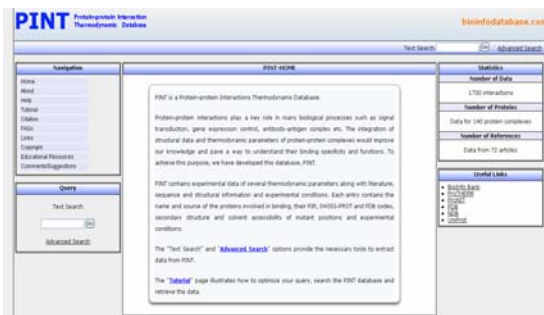 PINT Protein-protein Interaction
Thermodynamic Database
bioinfodatabase.com
Text Search Go Advanced Search
Navigation
Home
About
Help
Tutorial
Citation
FAQs
Links
Copyright
Educational Resources
Comments/Suggestions
Query
Text Search
Go
Advanced Search
PINT-HOME
PINT is a Protein-protein Interactions Thermodynamic Database.
Protein-protein interactions play a key role in many biological processes such as signal
transduction, gene expression control, antibody-antigen complex etc. The integration of
structural data and thermodynamic parameters of protein-protein complexes would improve
our knowledge and pave a way to understand their binding specificity and functions. To
achieve this purpose, we have developed this database, PINT.
PINT contains experimental data of several thermodynamic parameters along with literature,
sequence and structural information and experimental conditions. Each entry contains the
name and source of the proteins involved in binding, their PIR, SWISS-PROT and PDB codes,
secondary structure and solvent accessibility of mutant positions and experimental
conditions.
The "Text Search" and "Advanced Search" options provide the necessary tools to extract
data from PINT.
The "Tutorial" page illustrates how to optimize your query, search the PINT database and
retrieve the data.
Statistics
Number of Data
1700 interactions
Number of Proteins
Data for 140 protein complexes
Number of References
Data from 72 articles
Useful Links
BioInfo Bank
ProTherm
ProNIT
PDB
NDB
UniProt